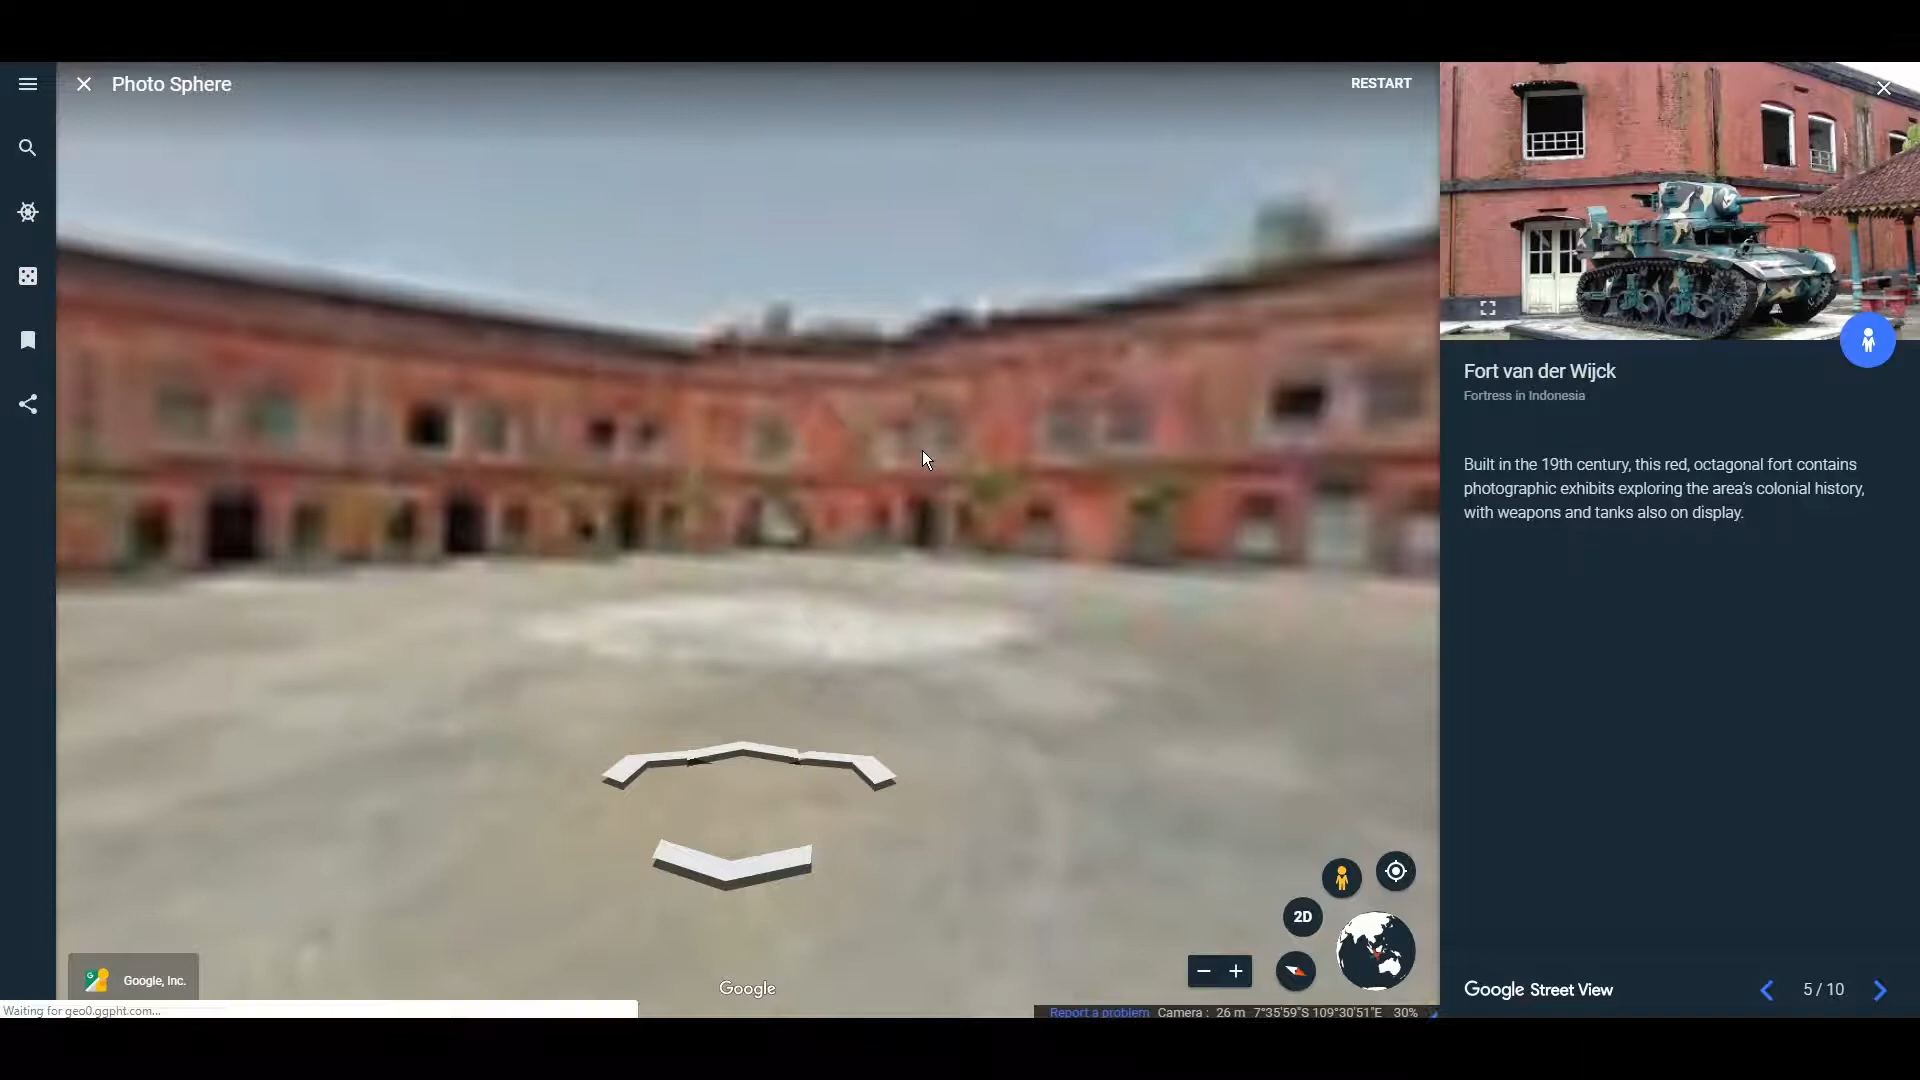 Photo Sphere
RESTART
Fort van der Wijck
Fortress in Indonesia
Built in the 19th century, this red, octagonal fort contains
photographic exhibits exploring the area's colonial history,
with weapons and tanks also on display.
2D
Google, Inc.
Google
Google Street View
5 / 10
Waiting for geo0.ggpht.com...
Report a problem Camera : 26 m 7°35'59"S 109°30'51"E 30%